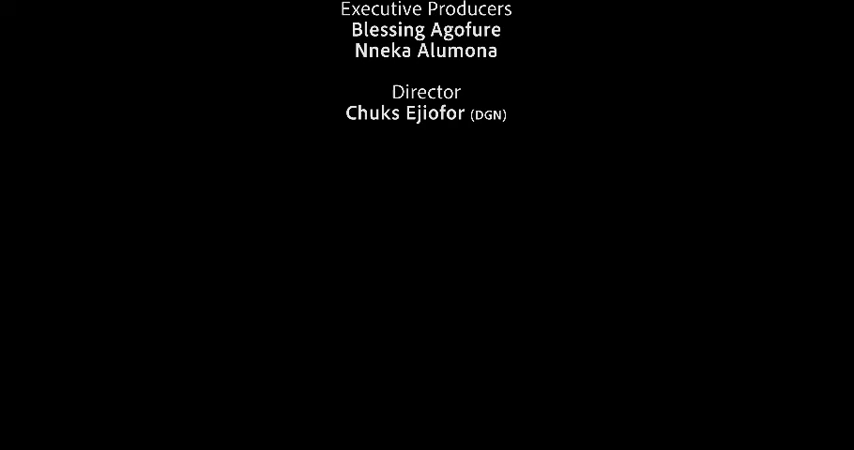 Executive Producers
Blessing Agofure
Nneka Alumona
Director
Chuks Ejiofor (DGN)